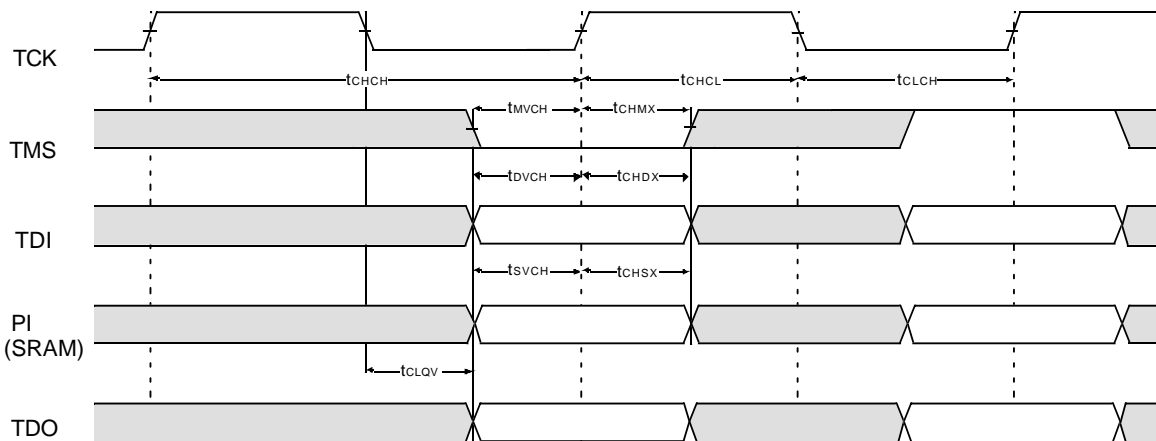 TCK
tCHCH
tCHCL
tCLCH
tMVCH
tCHMX
TMS
tDVCH
tCHDX
TDI
tSVCH
tCHSX
PI
(SRAM)
tCLQV
TDO